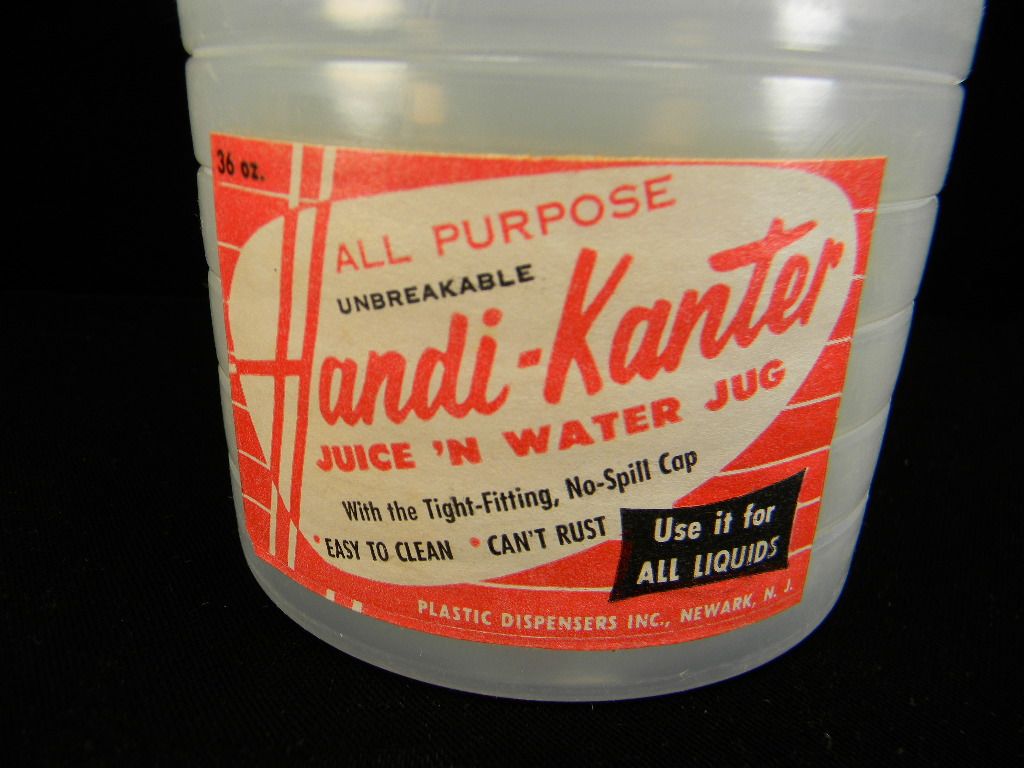 36 oz.
ALL PURPOSE
UNBREAKABLE
Handi-Kanter
JUICE 'N WATER JUG
With the Tight-Fitting, No-Spill Cap
• EASY TO CLEAN • CAN'T RUST
Use it for
ALL LIQUIDS
PLASTIC DISPENSERS INC., NEWARK, N. J.